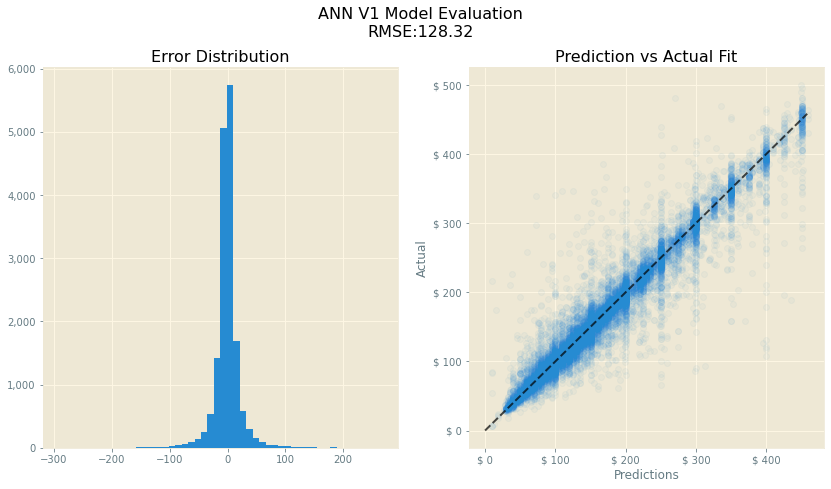 ANN V1 Model Evaluation
RMSE:128.32
Error Distribution
6,000
5,000
4,000
3,000
2,000
1,000
0
−300 −200 −100 0 100 200
Prediction vs Actual Fit
$ 500
$ 400
$ 300
$ 200
$ 100
$ 0
Actual
$ 0 $ 100 $ 200 $ 300 $ 400
Predictions